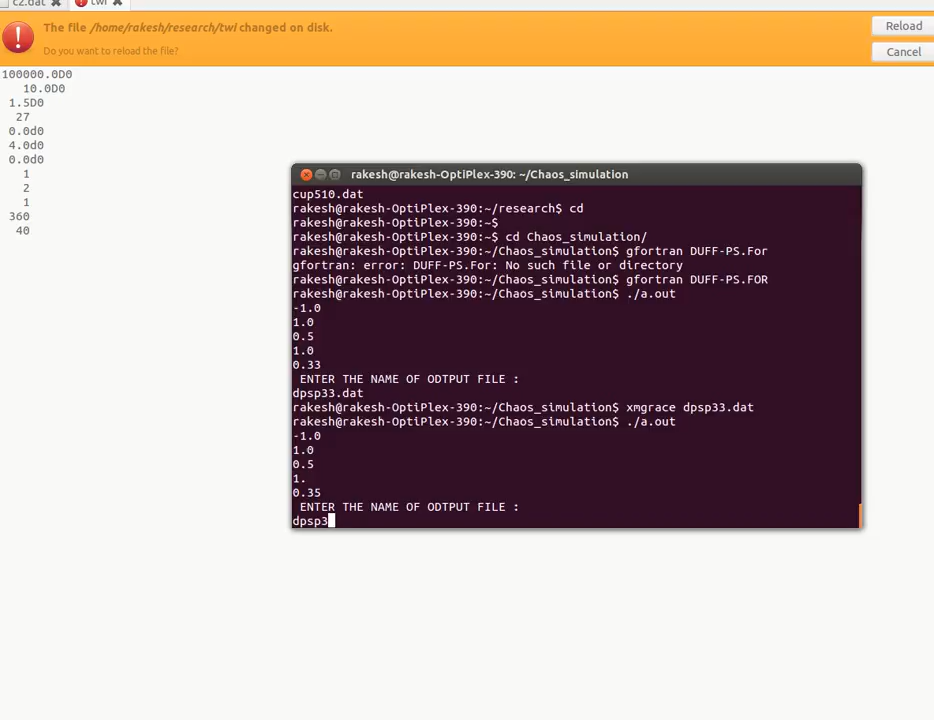 c2.dat
twi
The file /home/rakesh/research/twi changed on disk.
Do you want to reload the file?
Reload
Cancel
100000.0D0
10.0D0
1.5D0
27
0.0d0
4.0d0
0.0d0
1
2
1
360
40
rakesh@rakesh-OptiPlex-390: ~/Chaos_simulation
cup510.dat
rakesh@rakesh-OptiPlex-390:~/research$ cd
rakesh@rakesh-OptiPlex-390:~$
rakesh@rakesh-OptiPlex-390:~$ cd Chaos_simulation/
rakesh@rakesh-OptiPlex-390:~/Chaos_simulation$ gfortran DUFF-PS.For
gfortran: error: DUFF-PS.For: No such file or directory
rakesh@rakesh-OptiPlex-390:~/Chaos_simulation$ gfortran DUFF-PS.FOR
rakesh@rakesh-OptiPlex-390:~/Chaos_simulation$ ./a.out
-1.0
1.0
0.5
1.0
0.33
ENTER THE NAME OF ODTPUT FILE :
dpsp33.dat
rakesh@rakesh-OptiPlex-390:~/Chaos_simulation$ xmgrace dpsp33.dat
rakesh@rakesh-OptiPlex-390:~/Chaos_simulation$ ./a.out
-1.0
1.0
0.5
1.
0.35
ENTER THE NAME OF ODTPUT FILE :
dpsp3